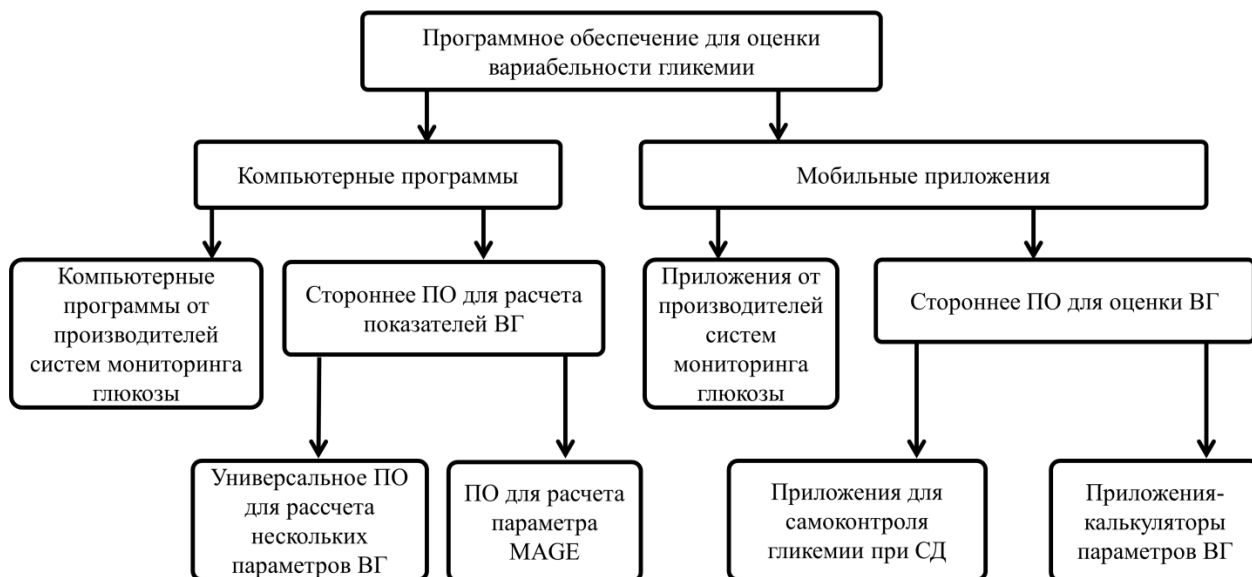 Программное обеспечение для оценки
вариабельности гликемии
Компьютерные программы
Мобильные приложения
Компьютерные
программы от
производителей
систем мониторинга
глюкозы
Стороннее ПО для расчета
показателей ВГ
Приложения от
производителей
систем
мониторинга
глюкозы
Стороннее ПО для оценки ВГ
Универсальное ПО
для рассчета
нескольких
параметров ВГ
ПО для расчета
параметра
MAGE
Приложения для
самоконтроля
гликемии при СД
Приложения-
калькуляторы
параметров ВГ